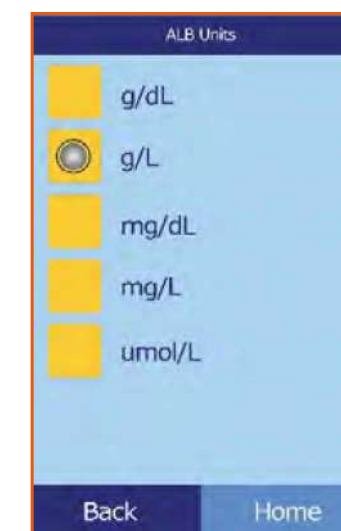 ALB Units
g/dL
g/L
mg/dL
mg/L
umol/L
Back Home